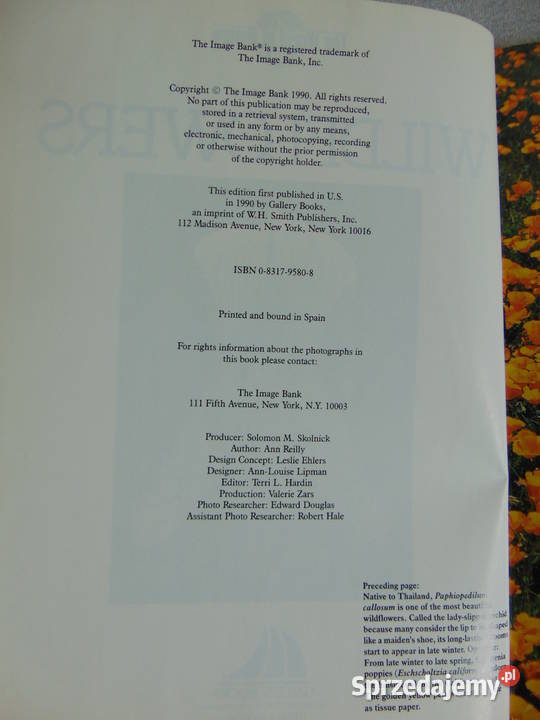 The Image Bank® is a registered trademark of
The Image Bank, Inc.
Copyright © The Image Bank 1990. All rights reserved.
No part of this publication may be reproduced,
stored in a retrieval system, transmitted
or used in any form or by any means,
electronic, mechanical, photocopying, recording
or otherwise without the prior permission
of the copyright holder.
This edition first published in U.S.
in 1990 by Gallery Books,
an imprint of W.H. Smith Publishers, Inc.
112 Madison Avenue, New York, New York 10016
ISBN 0-8317-9580-8
Printed and bound in Spain
For rights information about the photographs in
this book please contact:
The Image Bank
111 Fifth Avenue, New York, N.Y. 10003
Producer: Solomon M. Skolnick
Author: Ann Reilly
Design Concept: Leslie Ehlers
Designer: Ann-Louise Lipman
Editor: Terri L. Hardin
Production: Valerie Zars
Photo Researcher: Edward Douglas
Assistant Photo Researcher: Robert Hale
Preceding page:
Native to Thailand, Paphiopedilum
callosum is one of the most
wildflowers. Called the
because many consider the lip
like a maiden's shoe, its
start to appear in late winter.
From late winter to late spring,
poppies (Eschscholtzia
The golden yellow
as tissue paper.
Sprzedajemy.pl